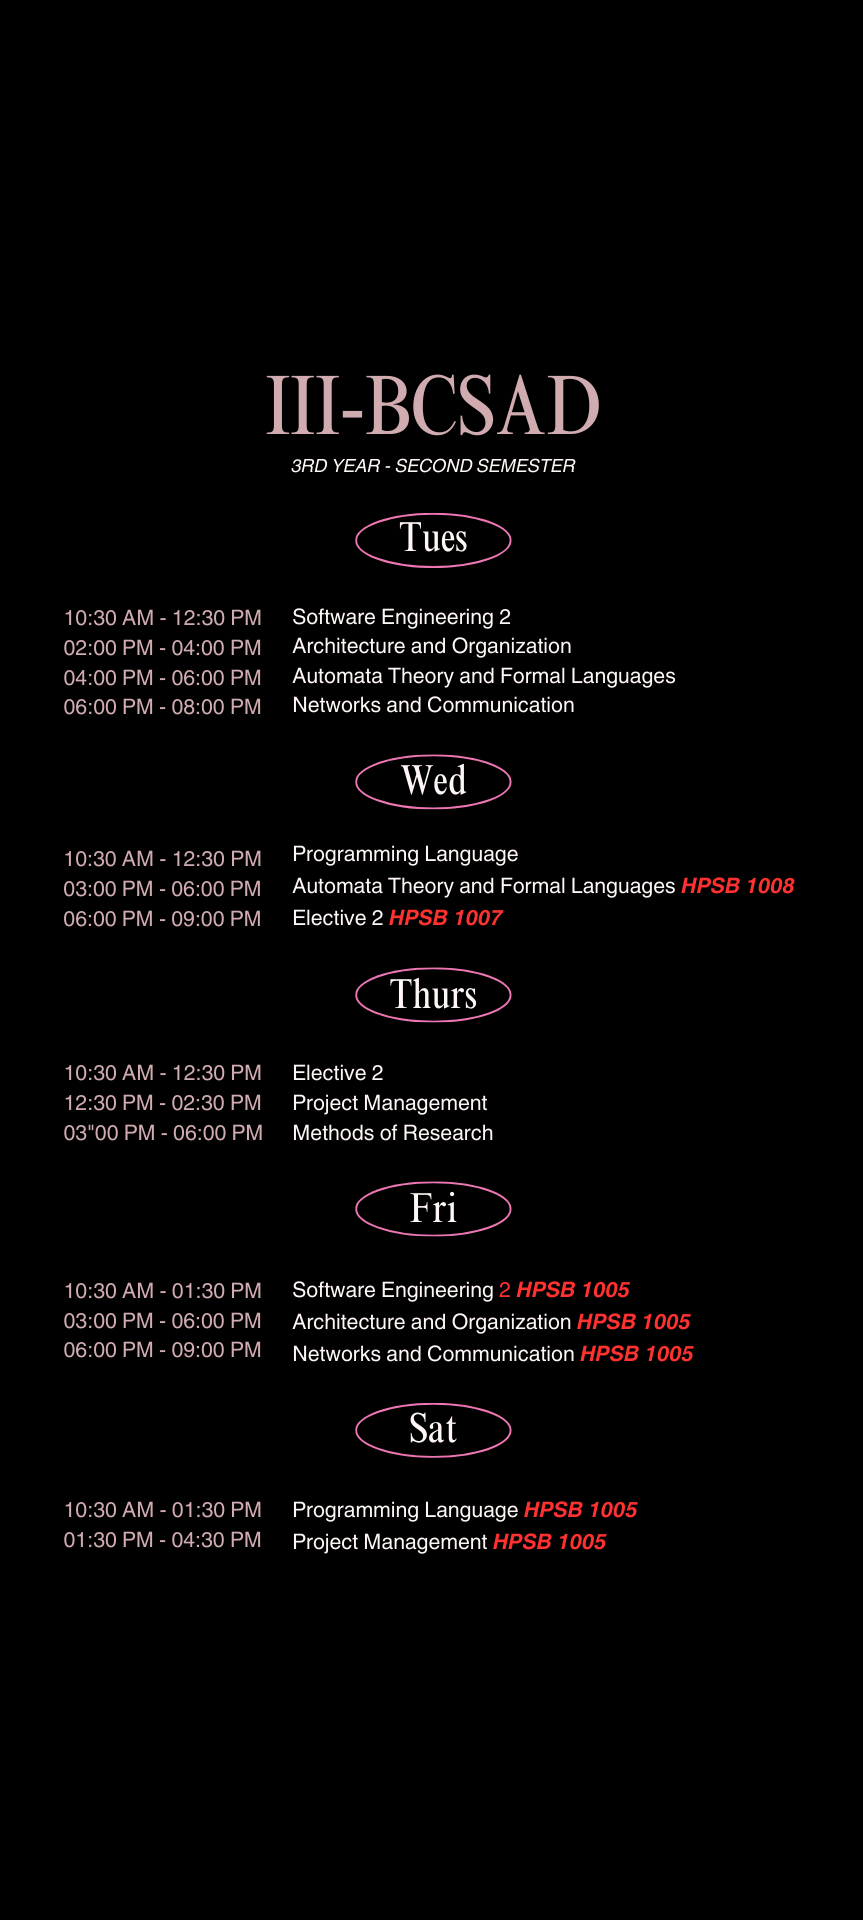 III-BCSAD
3RD YEAR - SECOND SEMESTER
Tues
10:30 AM - 12:30 PM Software Engineering 2
02:00 PM - 04:00 PM Architecture and Organization
04:00 PM - 06:00 PM Automata Theory and Formal Languages
06:00 PM - 08:00 PM Networks and Communication
Wed
10:30 AM - 12:30 PM Programming Language
03:00 PM - 06:00 PM Automata Theory and Formal Languages HPSB 1008
06:00 PM - 09:00 PM Elective 2 HPSB 1007
Thurs
10:30 AM - 12:30 PM Elective 2
12:30 PM - 02:30 PM Project Management
03"00 PM - 06:00 PM Methods of Research
Fri
10:30 AM - 01:30 PM Software Engineering 2 HPSB 1005
03:00 PM - 06:00 PM Architecture and Organization HPSB 1005
06:00 PM - 09:00 PM Networks and Communication HPSB 1005
Sat
10:30 AM - 01:30 PM Programming Language HPSB 1005
01:30 PM - 04:30 PM Project Management HPSB 1005